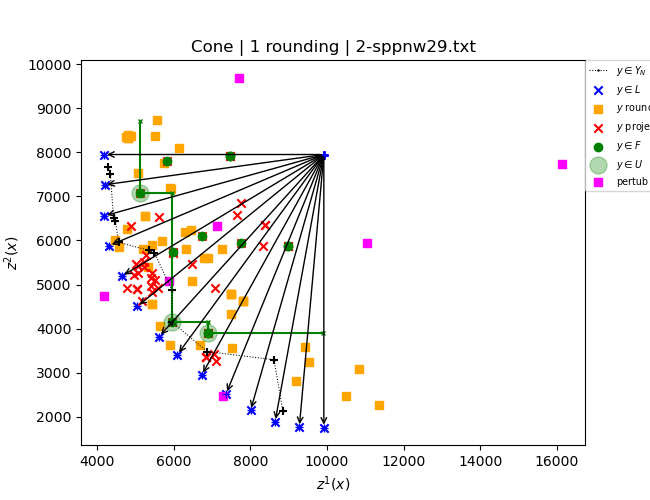 Cone | 1 rounding | 2-sppnw29.txt
10000
9000
8000
7000
6000
5000
4000
3000
2000
z²(x)
4000 6000 8000 10000 12000 14000 16000
z¹(x)
y ∈ Y_N
y ∈ L
y roun
y proje
y ∈ F
y ∈ U
pertub